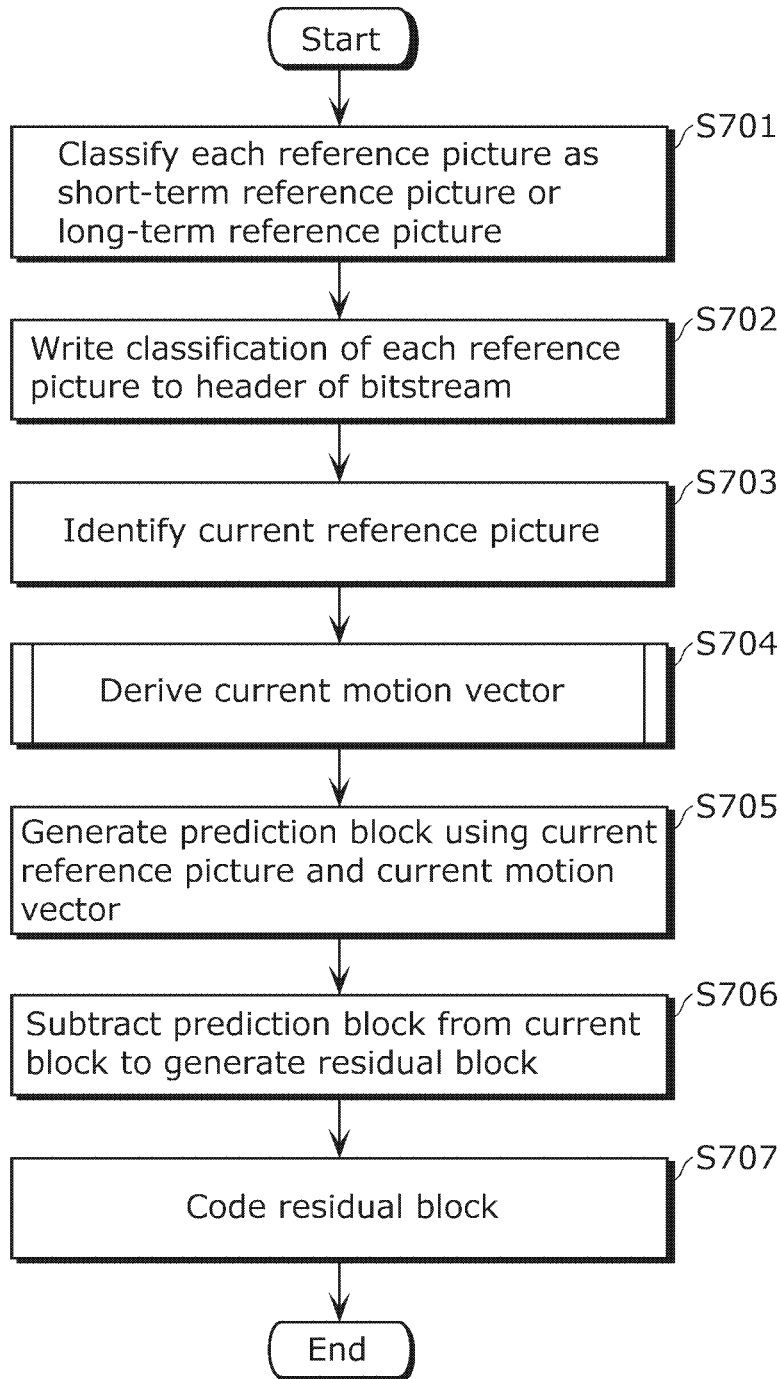 Start
S701
Classify each reference picture as
short-term reference picture or
long-term reference picture
S702
Write classification of each reference
picture to header of bitstream
S703
Identify current reference picture
S704
Derive current motion vector
S705
Generate prediction block using current
reference picture and current motion
vector
S706
Subtract prediction block from current
block to generate residual block
S707
Code residual block
End